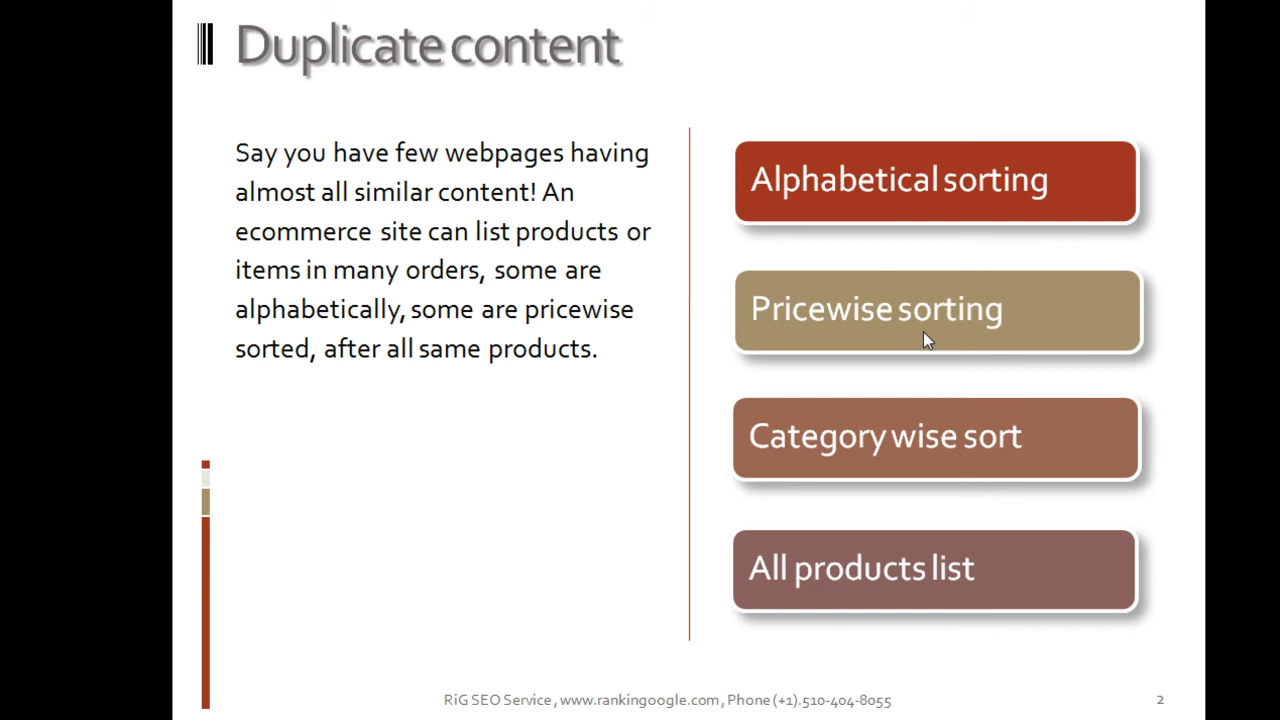 Duplicate content
Say you have few webpages having
almost all similar content! An
ecommerce site can list products or
items in many orders, some are
alphabetically, some are pricewise
sorted, after all same products.
Alphabetical sorting
Pricewise sorting
Category wise sort
All products list
RiG SEO Service , www.rankingoogle.com , Phone (+1).510-404-8055
2